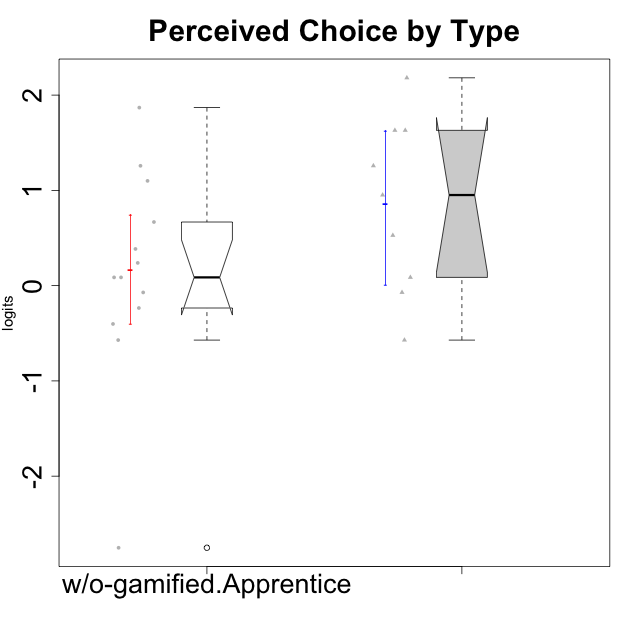 Perceived Choice by Type
2
1
0
-1
-2
logits
w/o-gamified.Apprentice